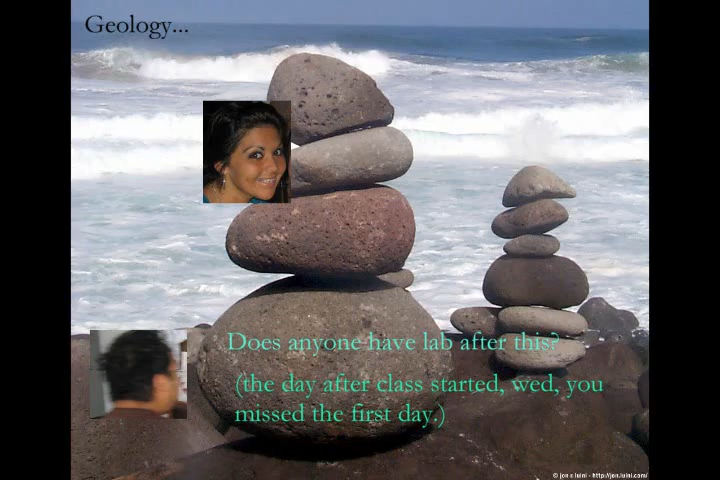 Geology...
Does anyone have lab after this?
(the day after class started, wed, you
missed the first day.)
© jon x luini - http://jon.luini.com/